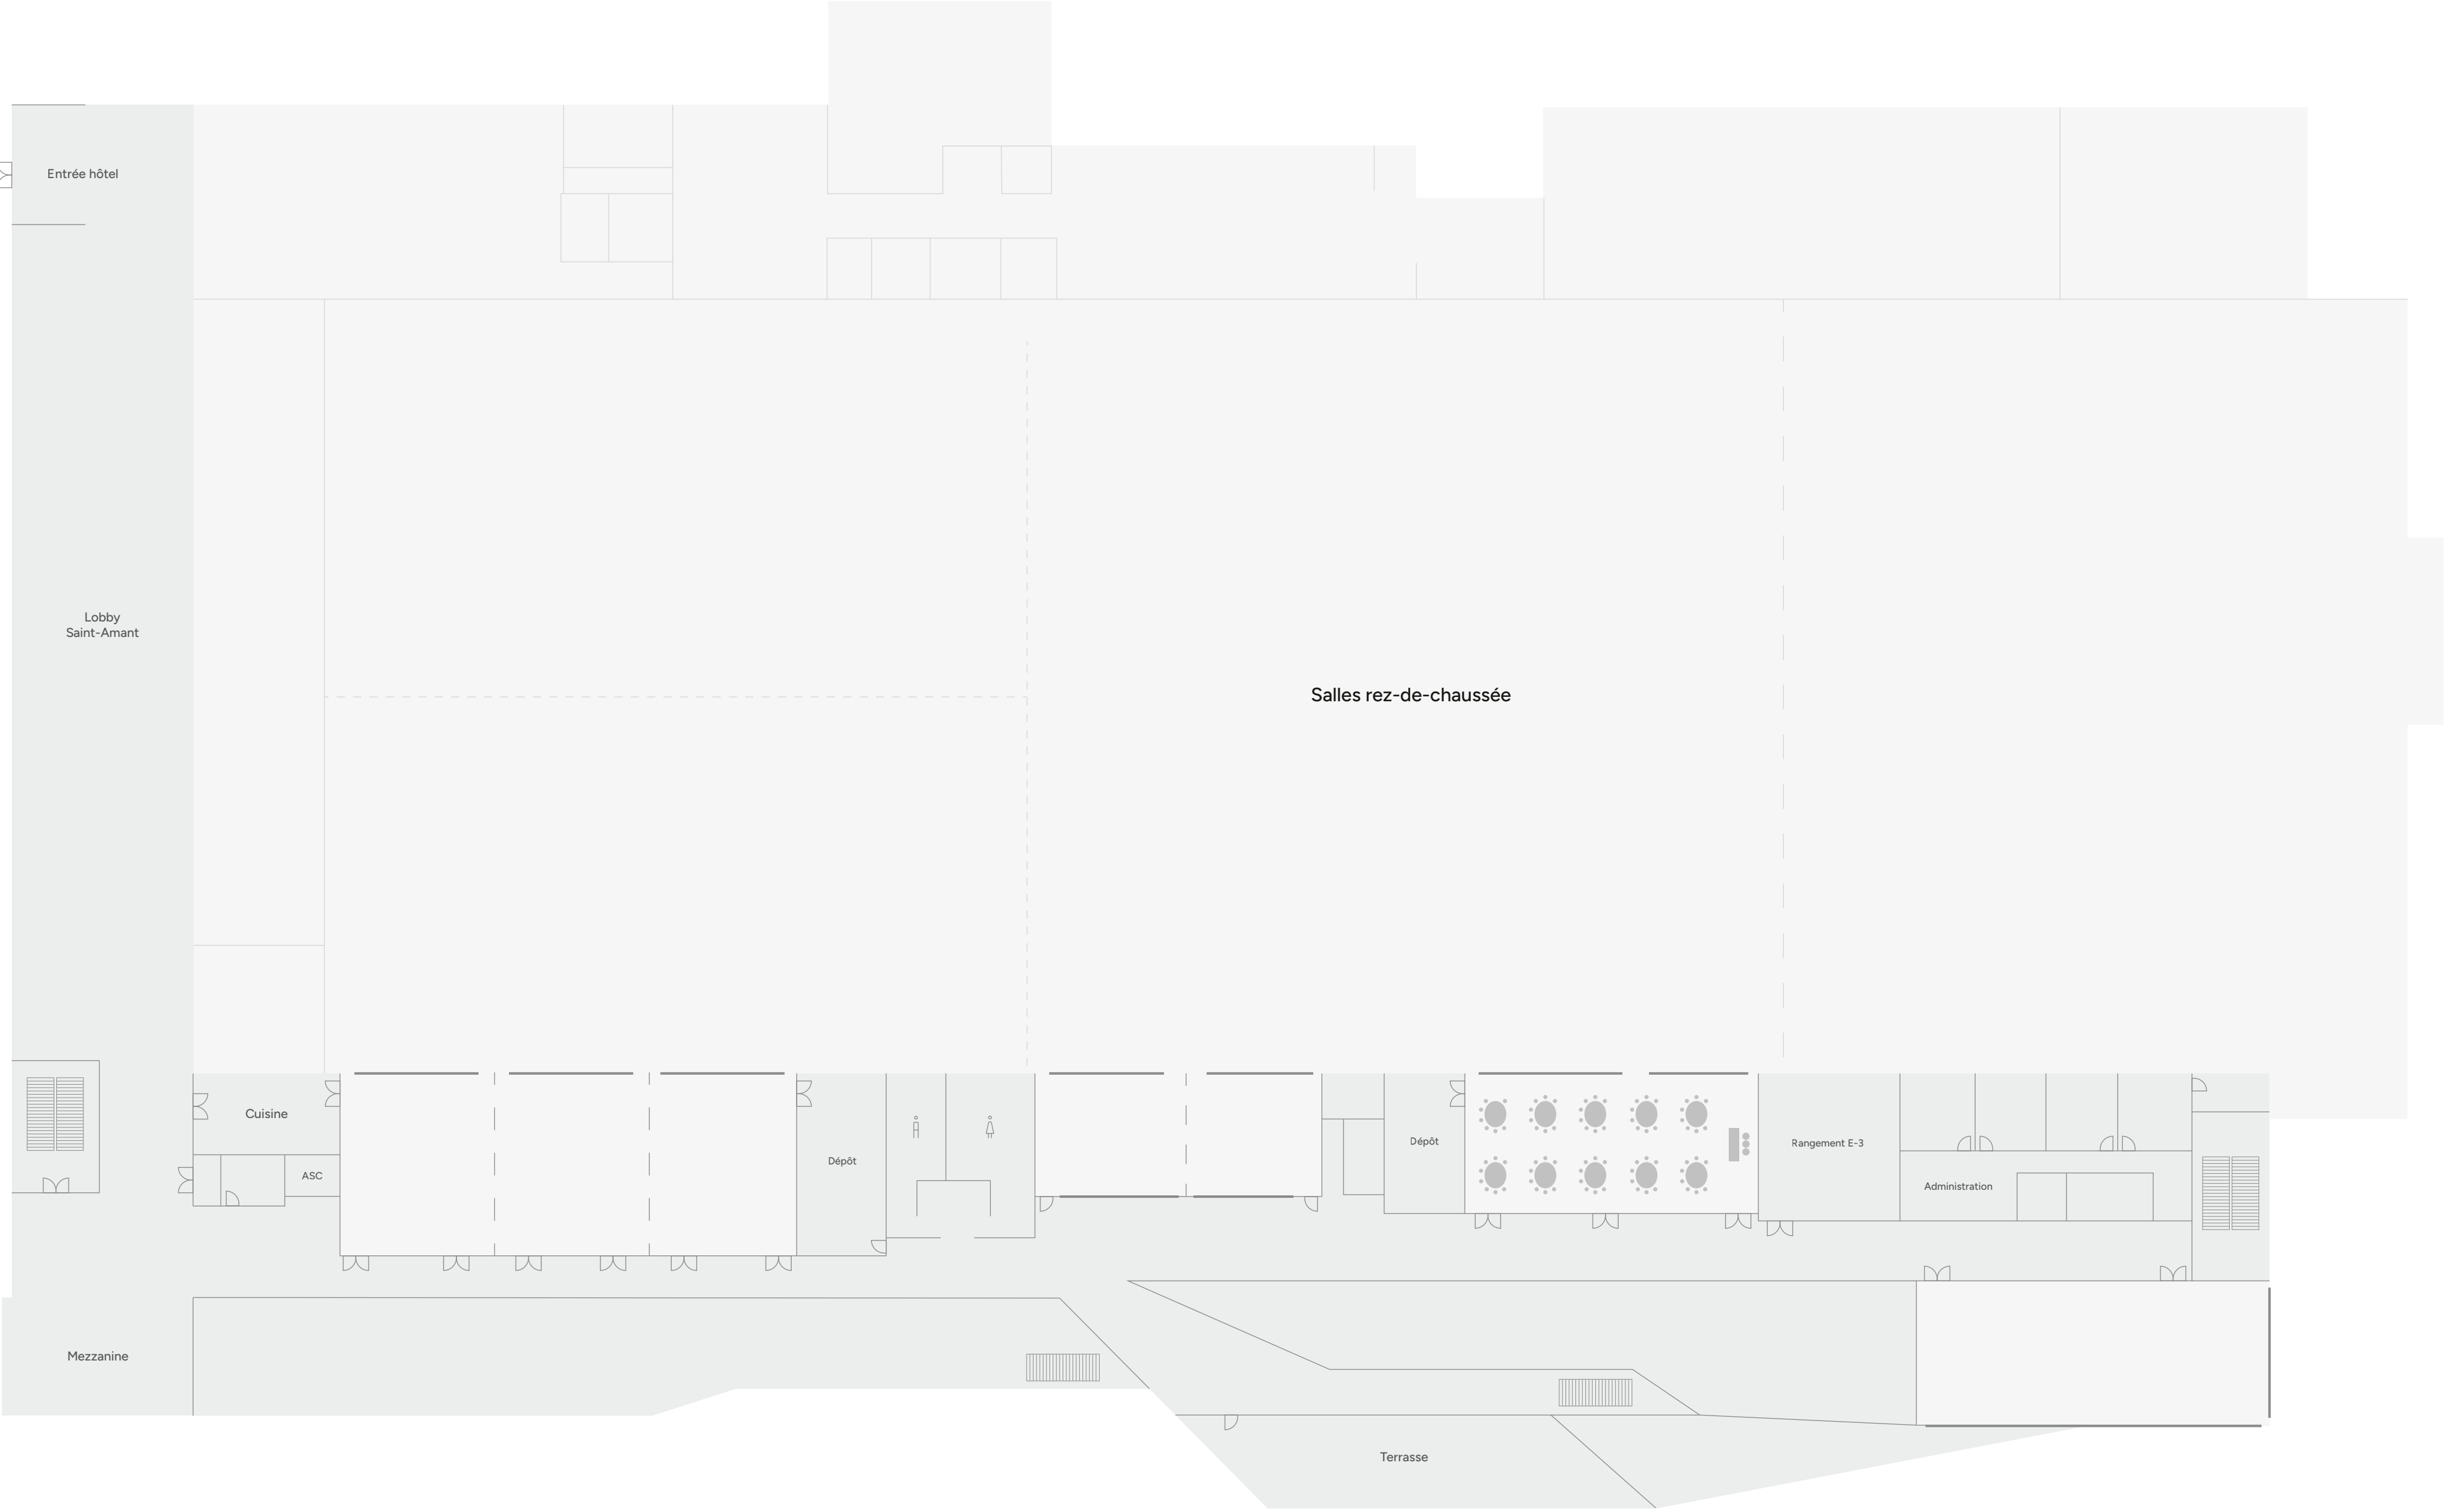 Entrée hôtel
Lobby
Saint-Amant
Salles rez-de-chaussée
Cuisine
ASC
Dépôt
Dépôt
Rangement E-3
Administration
Mezzanine
Terrasse